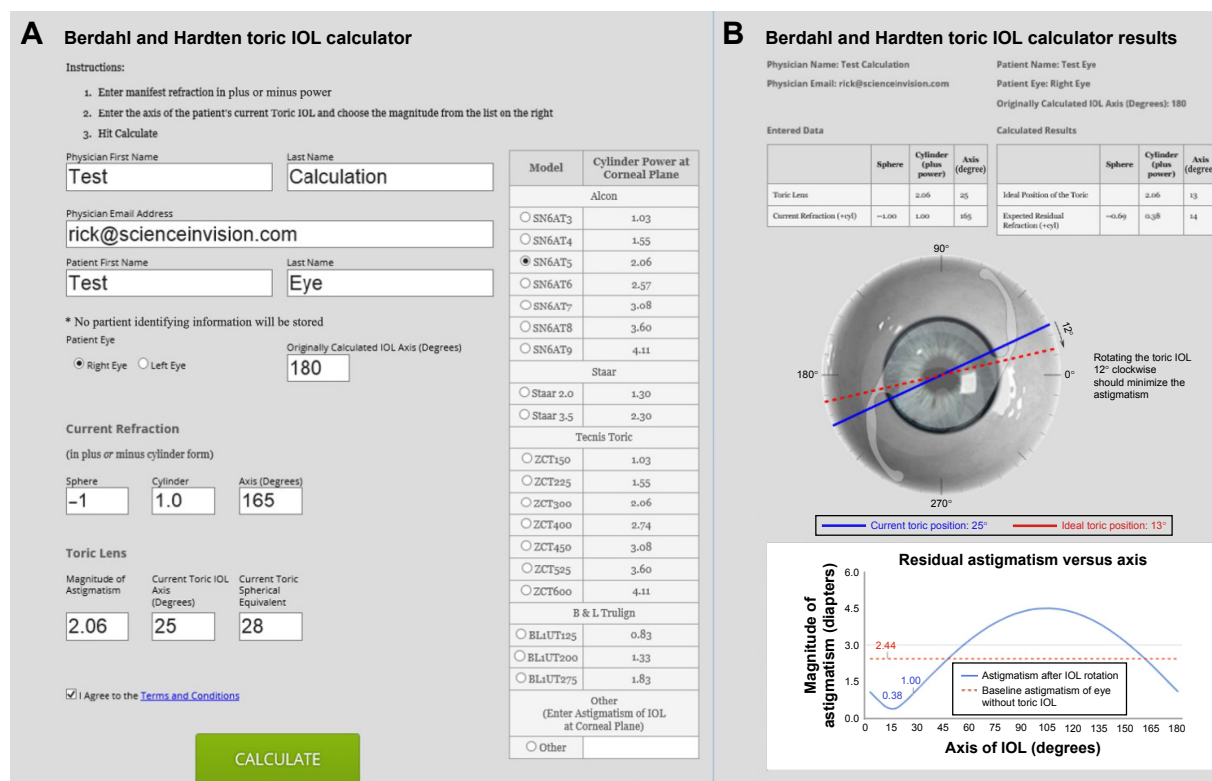 A Berdahl and Hardten toric IOL calculator
Instructions:
1. Enter manifest refraction in plus or minus power
2. Enter the axis of the patient's current Toric IOL and choose the magnitude from the list on the right
3. Hit Calculate
Physician First Name Last Name
Test Calculation
Physician Email Address
rick@scienceinvision.com
Patient First Name Last Name
Test Eye
* No partient identifying information will be stored
Patient Eye
Right Eye Left Eye
Originally Calculated IOL Axis (Degrees)
180
Current Refraction
(in plus or minus cylinder form)
Sphere Cylinder Axis (Degrees)
−1 1.0 165
Toric Lens
Magnitude of Astigmatism
Current Toric IOL Axis (Degrees)
Current Toric Spherical Equivalent
2.06 25 28
I Agree to the Terms and Conditions
CALCULATE
Model Cylinder Power at Corneal Plane
Alcon
SN6AT3 1.03
SN6AT4 1.55
SN6AT5 2.06
SN6AT6 2.57
SN6AT7 3.08
SN6AT8 3.60
SN6AT9 4.11
Staar
Staar 2.0 1.30
Staar 3.5 2.30
Tecnis Toric
ZCT150 1.03
ZCT225 1.55
ZCT300 2.06
ZCT400 2.74
ZCT450 3.08
ZCT525 3.60
ZCT600 4.11
B & L Trulign
BL1UT125 0.83
BL1UT200 1.33
BL1UT275 1.83
Other
(Enter Astigmatism of IOL
at Corneal Plane)
Other
B Berdahl and Hardten toric IOL calculator results
Physician Name: Test Calculation Patient Name: Test Eye
Physician Email: rick@scienceinvision.com Patient Eye: Right Eye
Originally Calculated IOL Axis (Degrees): 180
Entered Data
Sphere Cylinder (plus power) Axis (degree)
Toric Lens 2.06 25
Current Refraction (+cyl) −1.00 1.00 165
Calculated Results
Sphere Cylinder (plus power) Axis (degree
Ideal Position of the Toric 2.06 13
Expected Residual Refraction (+cyl) −0.69 0.38 14
90°
12°
180° 0°
270°
Rotating the toric IOL
12° clockwise
should minimize the
astigmatism
Current toric position: 25° Ideal toric position: 13°
Residual astigmatism versus axis
Magnitude of
astigmatism (diapters)
6.0
4.5
3.0
1.5
0.0
2.44
1.00
0.38
Astigmatism after IOL rotation
Baseline astigmatism of eye
without toric IOL
0 15 30 45 60 75 90 105 120 135 150 165 180
Axis of IOL (degrees)